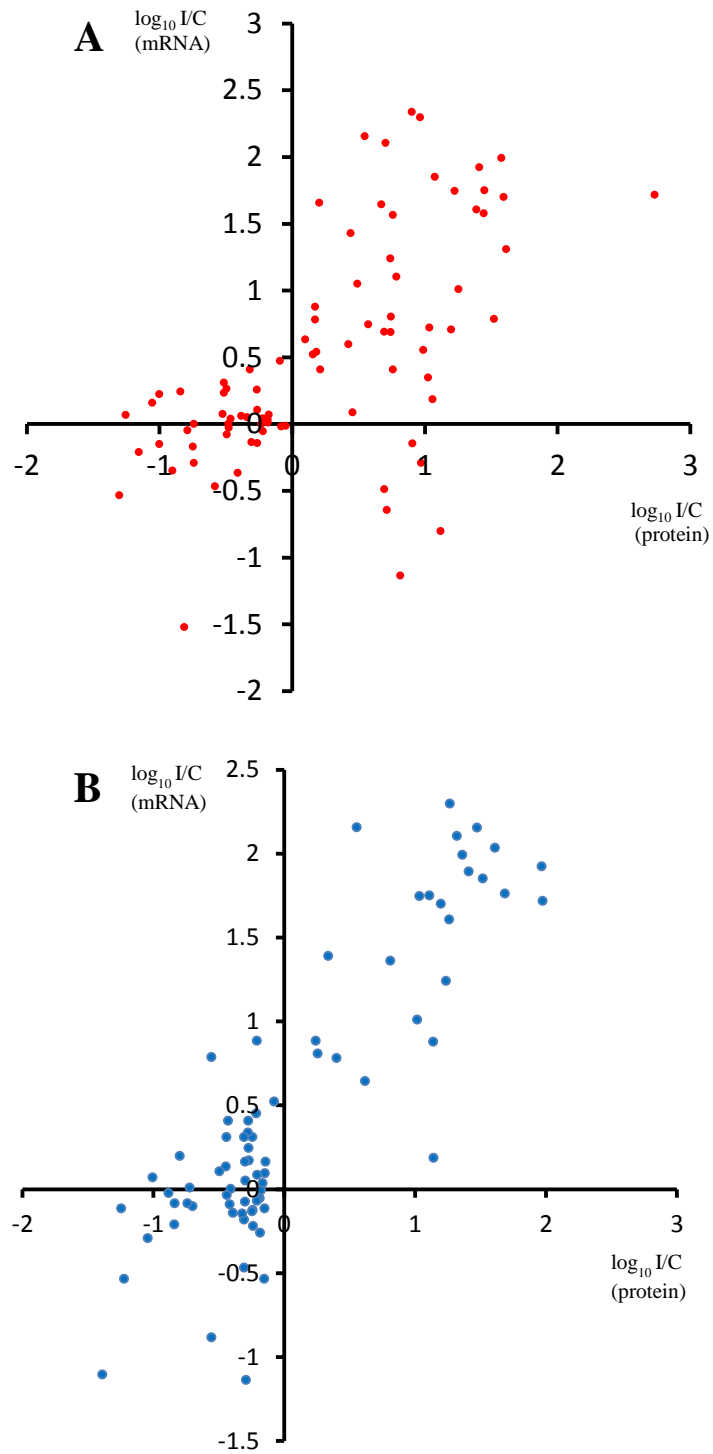 A
log₁₀ I/C
(mRNA)
3
2.5
2
1.5
1
0.5
0
-0.5
-1
-1.5
-2
-2 -1 0 1 2 3
log₁₀ I/C
(protein)
B
log₁₀ I/C
(mRNA)
2.5
2
1.5
1
0.5
0
-0.5
-1
-1.5
-2 -1 0 1 2 3
log₁₀ I/C
(protein)